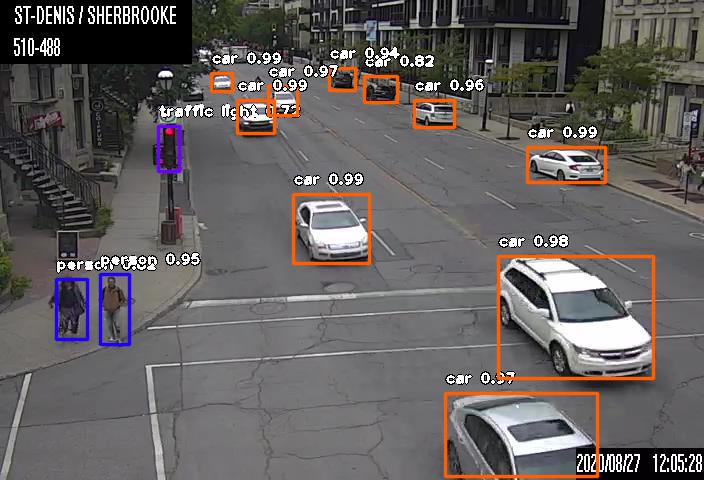 ST-DENIS / SHERBROOKE
510-488
car 0.99
car 0.94
car 0.82
car 0.97
car 0.99
car 0.96
traffic light 0.72
car 0.99
car 0.99
person
person 0.95
car 0.98
car 0.97
2020/08/27 12:05:28